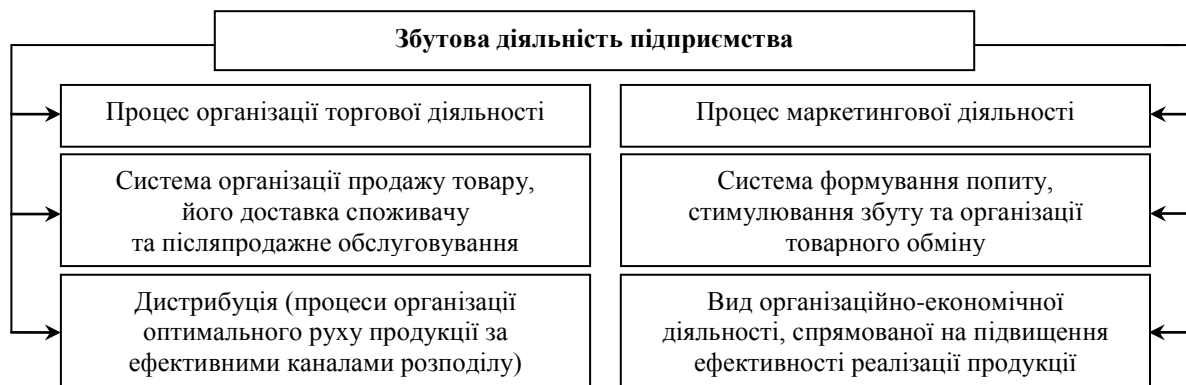 Збутова діяльність підприємства
Процес організації торгової діяльності
Процес маркетингової діяльності
Система організації продажу товару,
його доставка споживачу
та післяпродажне обслуговування
Система формування попиту,
стимулювання збуту та організації
товарного обміну
Дистрибуція (процеси організації
оптимального руху продукції за
ефективними каналами розподілу)
Вид організаційно-економічної
діяльності, спрямованої на підвищення
ефективності реалізації продукції